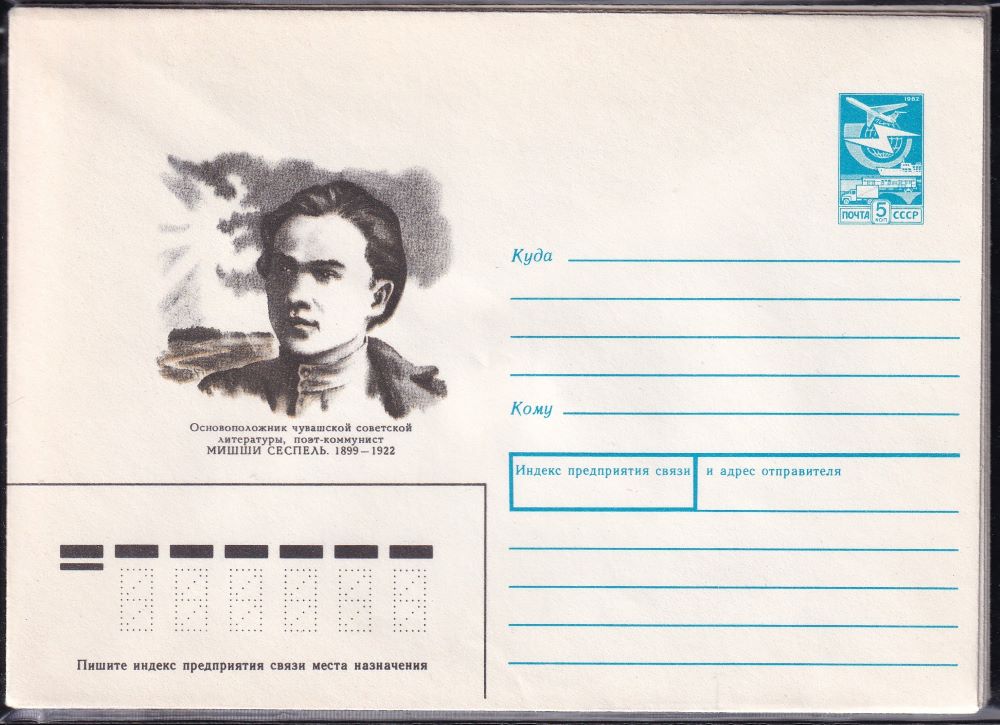 1982
ПОЧТА 5 КОП СССР
Куда
Основоположник чувашской советской
литературы, поэт-коммунист
МИШШИ СЕСПЕЛЬ. 1899—1922
Кому
Индекс предприятия связи и адрес отправителя
Пишите индекс предприятия связи места назначения